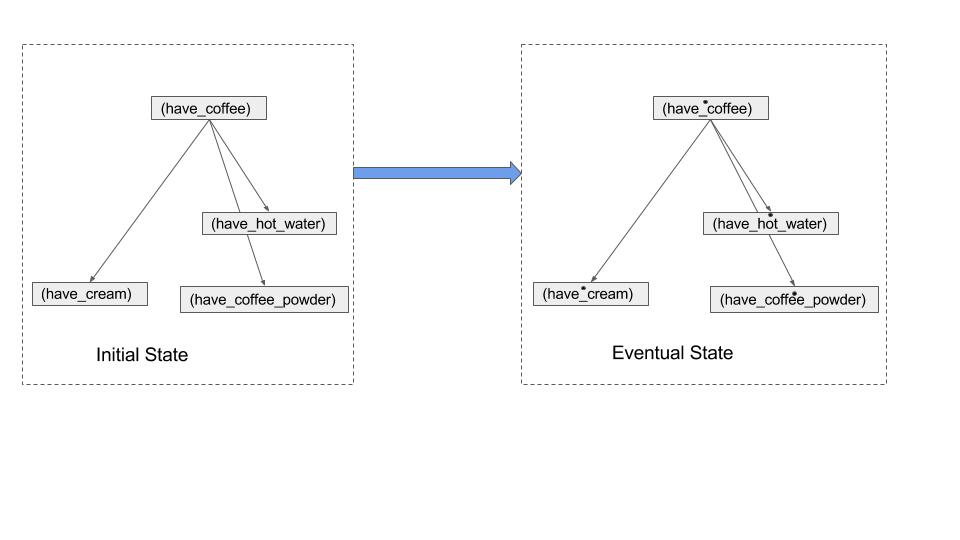 (have_coffee)
(have_hot_water)
(have_cream)
(have_coffee_powder)
Initial State
(have_coffee)
(have_hot_water)
(have_cream)
(have_coffee_powder)
Eventual State